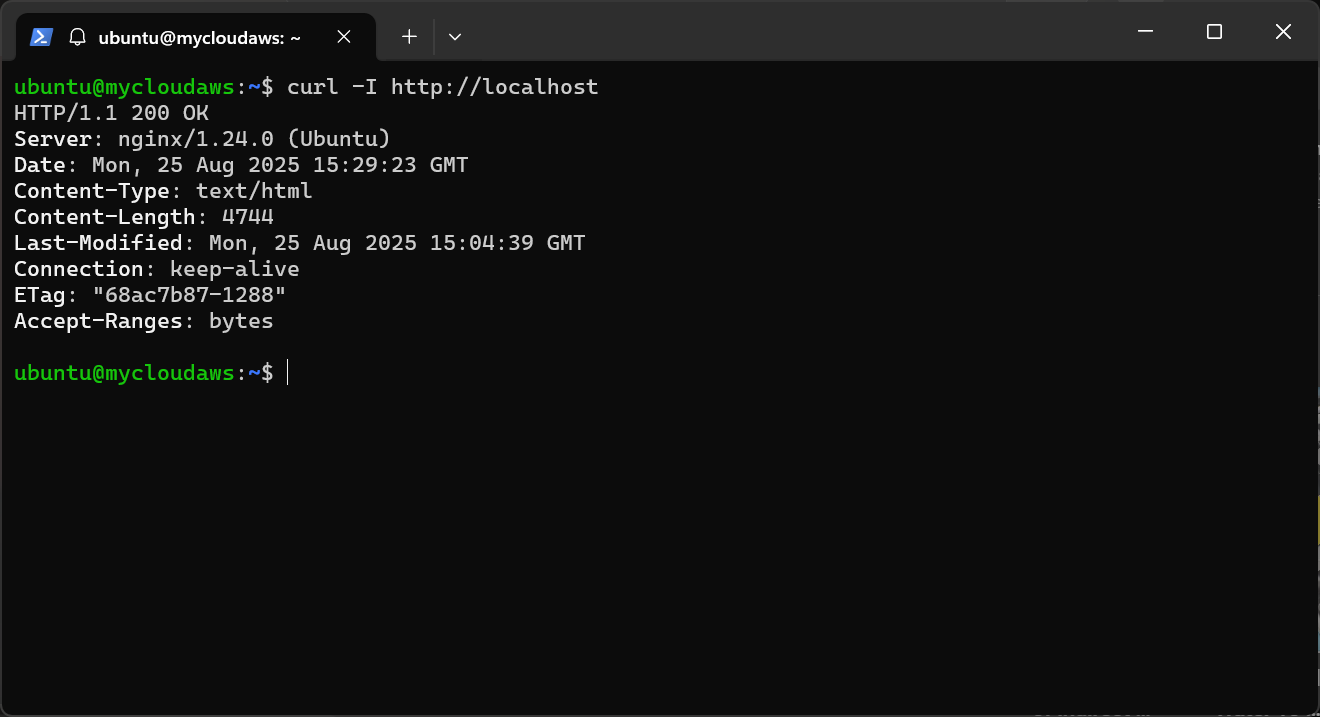 ubuntu@mycloudaws: ~
ubuntu@mycloudaws:~$ curl -I http://localhost
HTTP/1.1 200 OK
Server: nginx/1.24.0 (Ubuntu)
Date: Mon, 25 Aug 2025 15:29:23 GMT
Content-Type: text/html
Content-Length: 4744
Last-Modified: Mon, 25 Aug 2025 15:04:39 GMT
Connection: keep-alive
ETag: "68ac7b87-1288"
Accept-Ranges: bytes
ubuntu@mycloudaws:~$